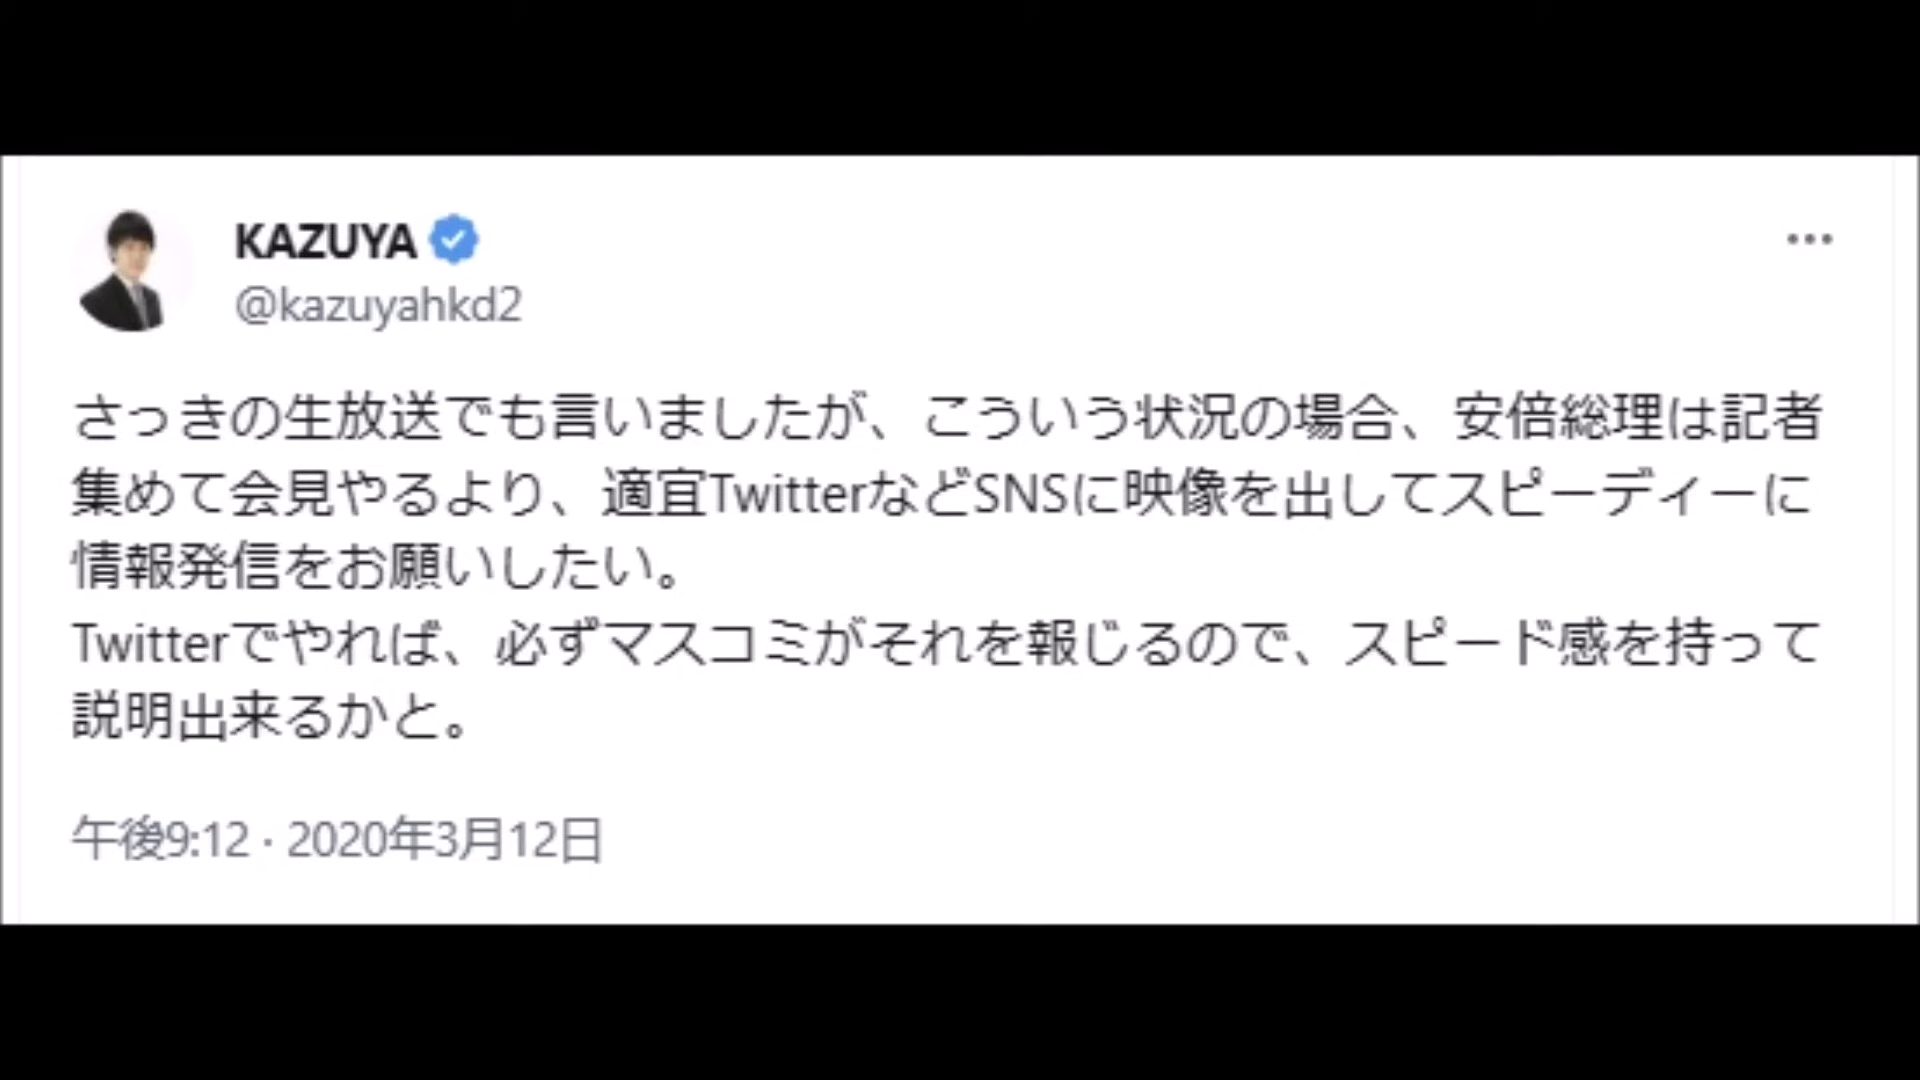 KAZUYA
@kazuyahkd2
さっきの生放送でも言いましたが、こういう状況の場合、安倍総理は記者
集めて会見やるより、適宜TwitterなどSNSに映像を出してスピーディーに
情報発信をお願いしたい。
Twitterでやれば、必ずマスコミがそれを報じるので、スピード感を持って
説明出来るかと。
午後9:12 · 2020年3月12日